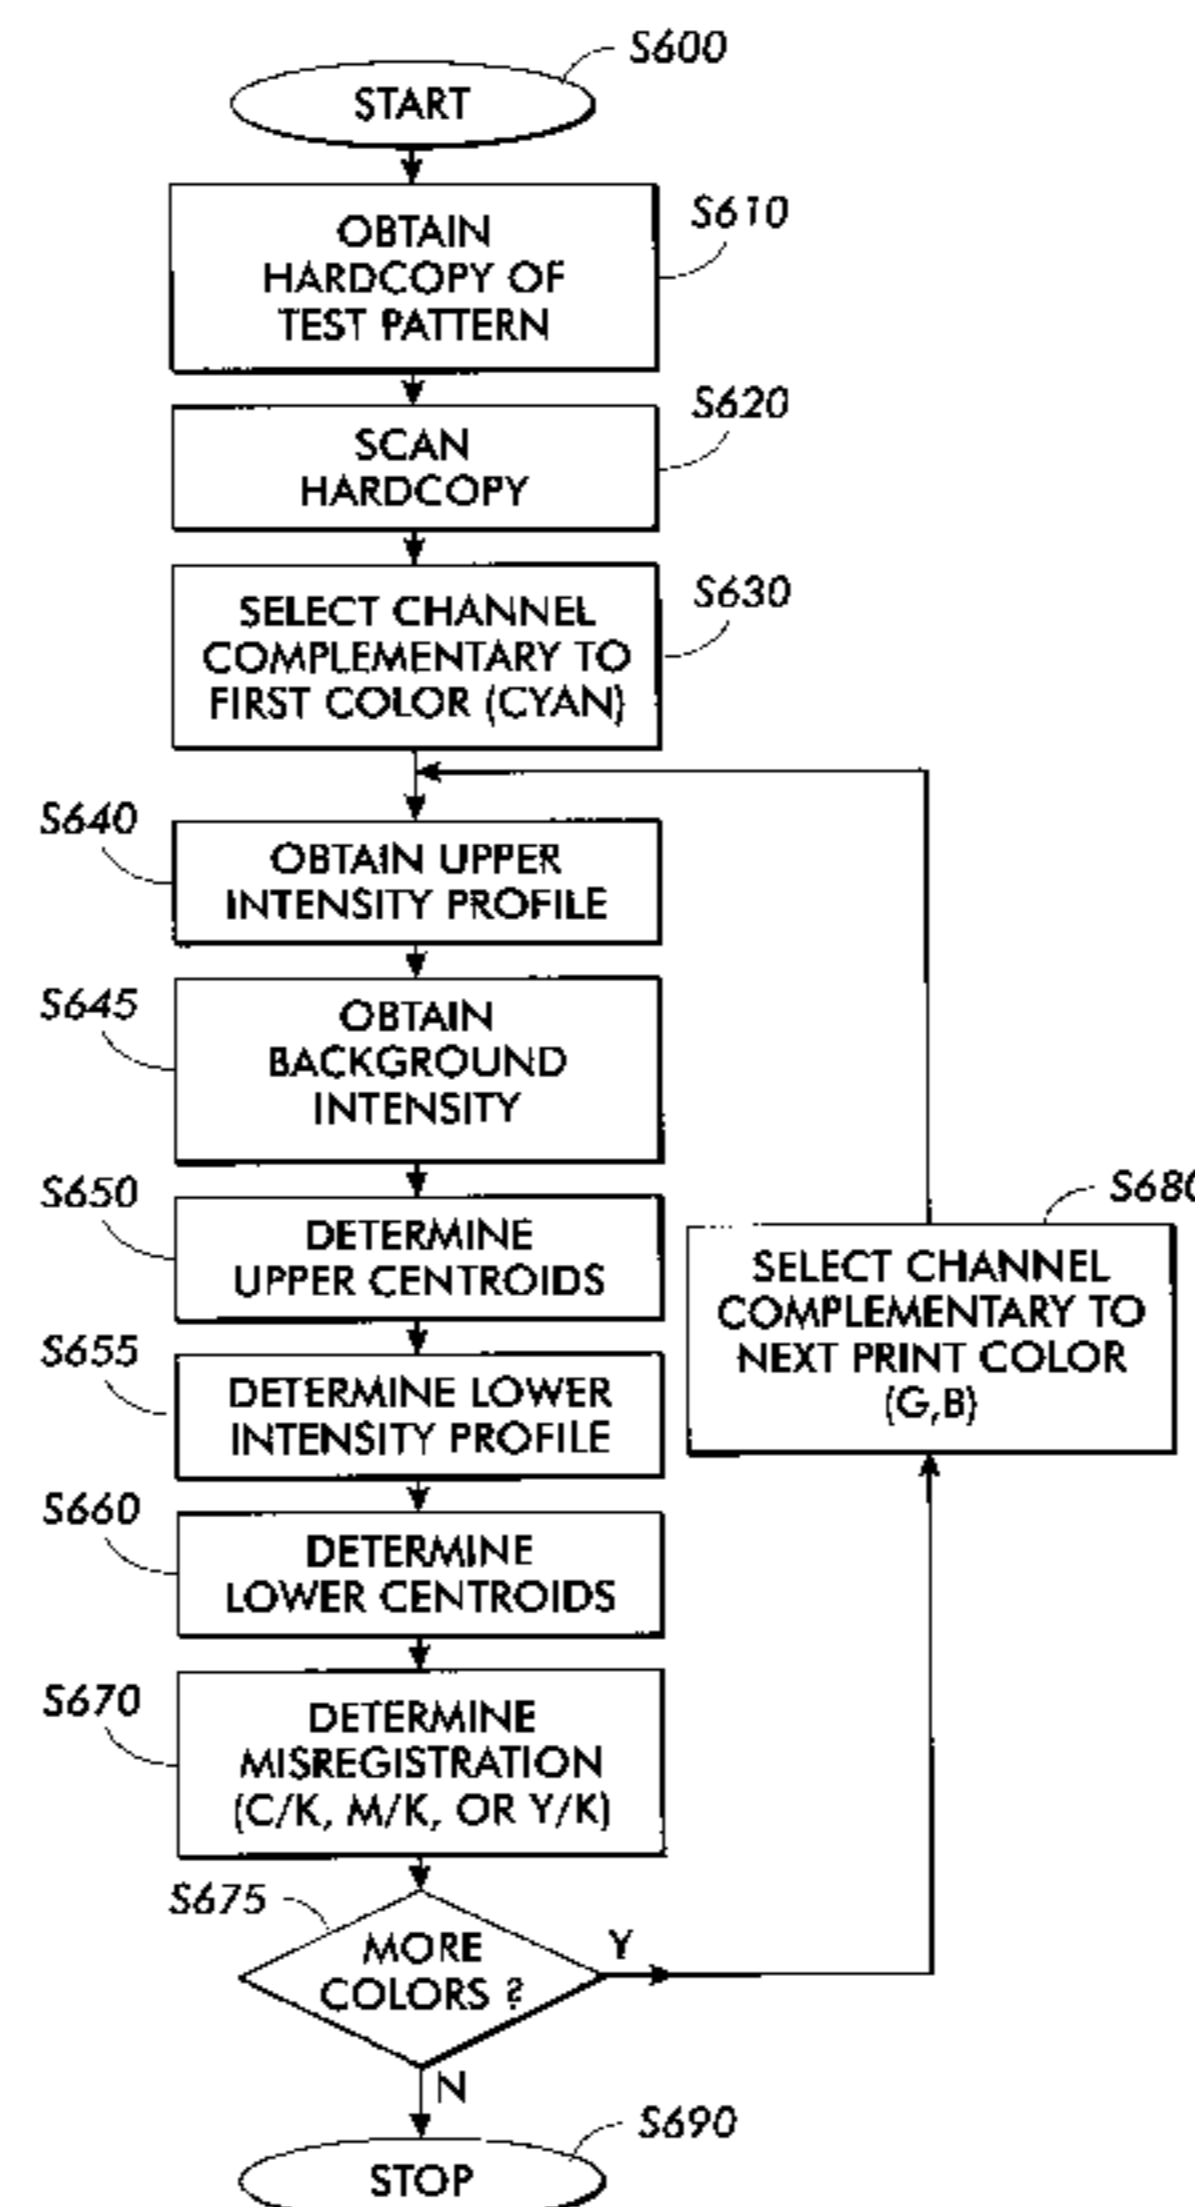 S600
START
S610
OBTAIN
HARDCOPY OF
TEST PATTERN
S620
SCAN
HARDCOPY
S630
SELECT CHANNEL
COMPLEMENTARY TO
FIRST COLOR (CYAN)
S640
OBTAIN UPPER
INTENSITY PROFILE
S645
OBTAIN
BACKGROUND
INTENSITY
S650
DETERMINE
UPPER CENTROIDS
S680
SELECT CHANNEL
COMPLEMENTARY TO
NEXT PRINT COLOR
(G,B)
S655
DETERMINE LOWER
INTENSITY PROFILE
S660
DETERMINE
LOWER CENTROIDS
S670
DETERMINE
MISREGISTRATION
(C/K, M/K, OR Y/K)
S675
MORE
COLORS ?
Y
N
S690
STOP